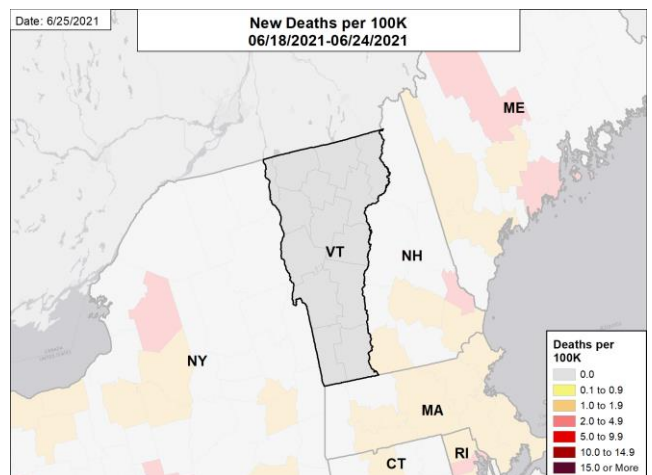 Date: 6/25/2021
New Deaths per 100K
06/18/2021-06/24/2021
ME
VT
NH
NY
MA
CT
RI
Deaths per
100K
0.0
0.1 to 0.9
1.0 to 1.9
2.0 to 4.9
5.0 to 9.9
10.0 to 14.9
15.0 or More